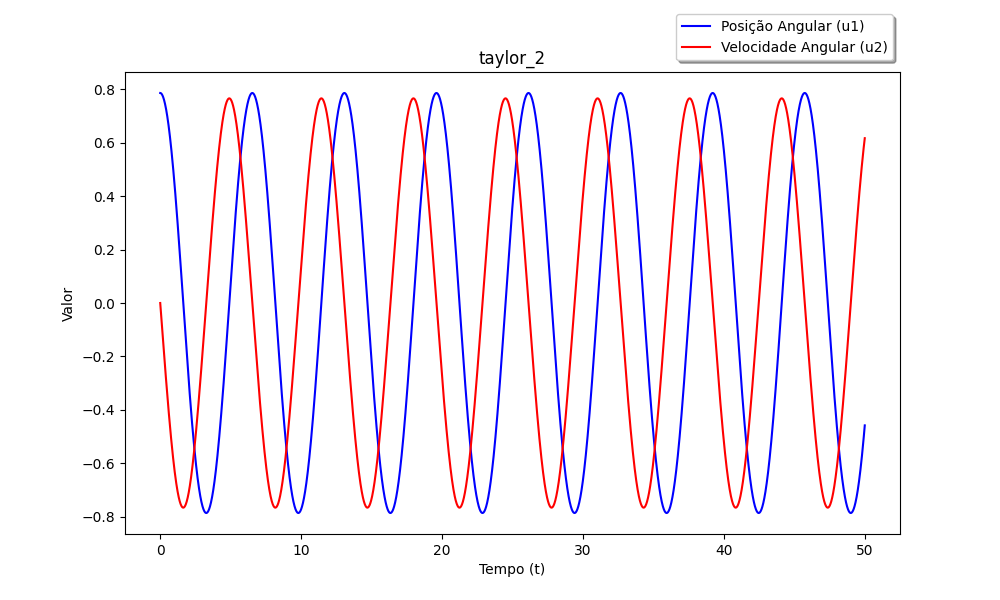 Posição Angular (u1)
Velocidade Angular (u2)
taylor_2
Valor
0.8
0.6
0.4
0.2
0.0
−0.2
−0.4
−0.6
−0.8
0 10 20 30 40 50
Tempo (t)